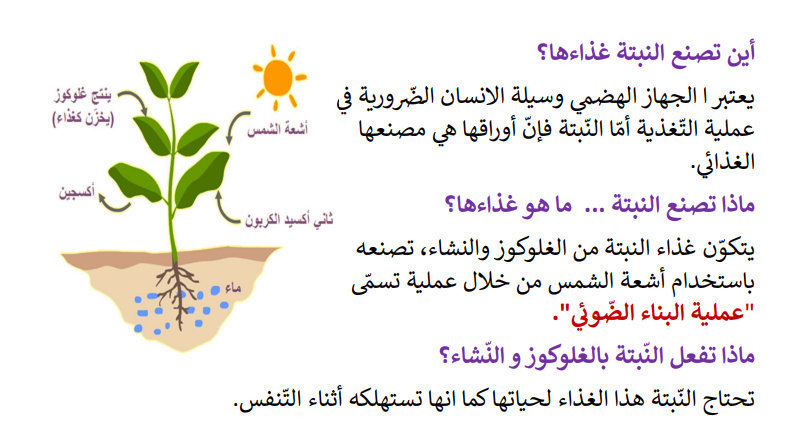 أين تصنع النبتة غذاءها؟
يعتبر ا الجهاز الهضمي وسيلة الانسان الضّرورية في
عملية التّغذية أمّا النّبتة فإنّ أوراقها هي مصنعها
الغذائي.
ماذا تصنع النبتة ... ما هو غذاءها؟
يتكوّن غذاء النبتة من الغلوكوز والنشاء، تصنعه
باستخدام أشعة الشمس من خلال عملية تسمّى
"عملية البناء الضّوئي".
ماذا تفعل النّبتة بالغلوكوز و النّشاء؟
تحتاج النّبتة هذا الغذاء لحياتها كما انها تستهلكه أثناء التّنفس.
ينتج غلوكوز
(يخزّن كغذاء)
أشعة الشمس
أكسجين
ثاني أكسيد الكربون
ماء